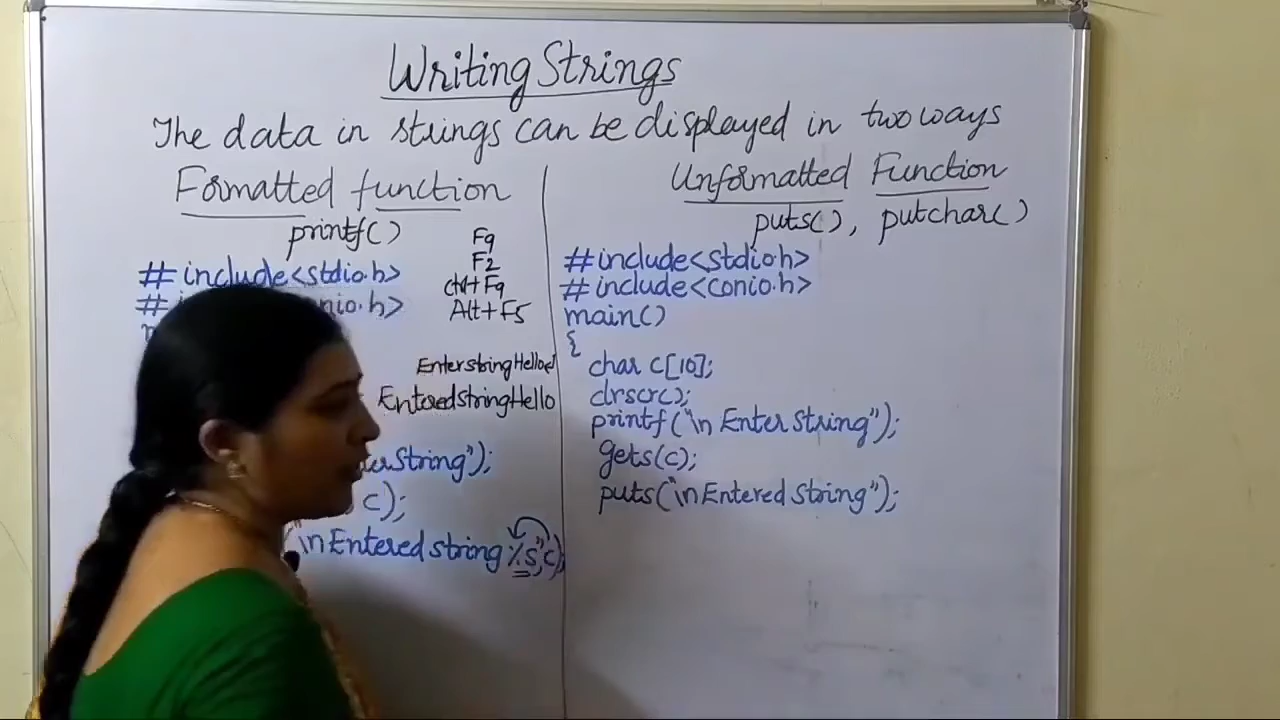 Writing Strings
The data in strings can be displayed in two ways
Formatted function
printf()
F9
F2
ctrl+F9
Alt+F5
#include<stdio.h>
# conio.h>
Enter string Hello
Entered string Hello
String");
c);
\n Entered string %s",c);
Unformatted Function
puts(), putchar()
#include<stdio.h>
#include<conio.h>
main()
{
char c[10];
clrscr();
printf("\n Enter String");
gets(c);
puts("\n Entered String");